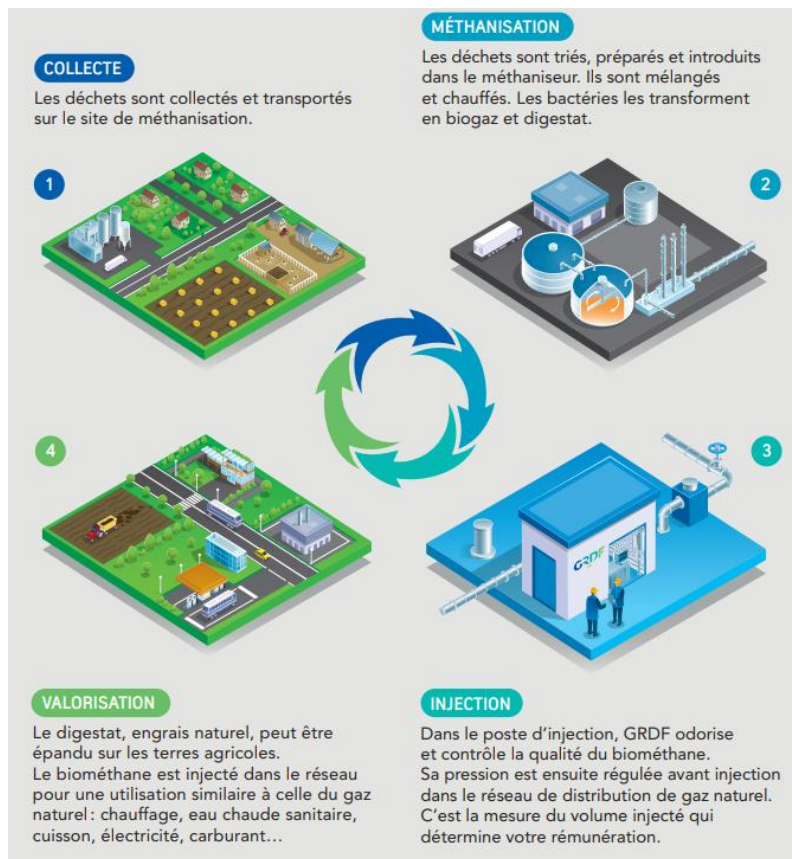 COLLECTE
Les déchets sont collectés et transportés
sur le site de méthanisation.
1
MÉTHANISATION
Les déchets sont triés, préparés et introduits
dans le méthaniseur. Ils sont mélangés
et chauffés. Les bactéries les transforment
en biogaz et digestat.
2
3
GRDF
INJECTION
Dans le poste d’injection, GRDF odorise
et contrôle la qualité du biométhane.
Sa pression est ensuite régulée avant injection
dans le réseau de distribution de gaz naturel.
C’est la mesure du volume injecté qui
détermine votre rémunération.
4
VALORISATION
Le digestat, engrais naturel, peut être
épandu sur les terres agricoles.
Le biométhane est injecté dans le réseau
pour une utilisation similaire à celle du gaz
naturel : chauffage, eau chaude sanitaire,
cuisson, électricité, carburant…